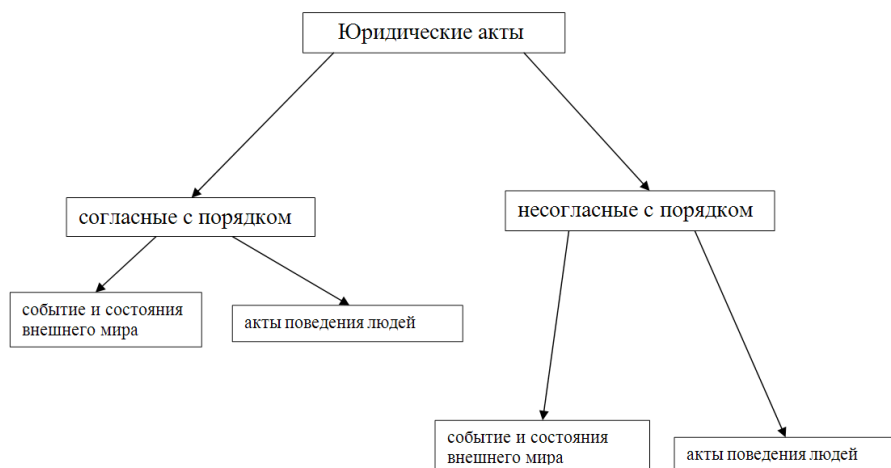 Юридические акты
согласные с порядком
несогласные с порядком
событие и состояния
внешнего мира
акты поведения людей
событие и состояния
внешнего мира
акты поведения людей